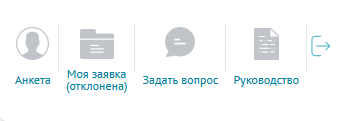 Анкета
Моя заявка
(отклонена)
Задать вопрос
Руководство